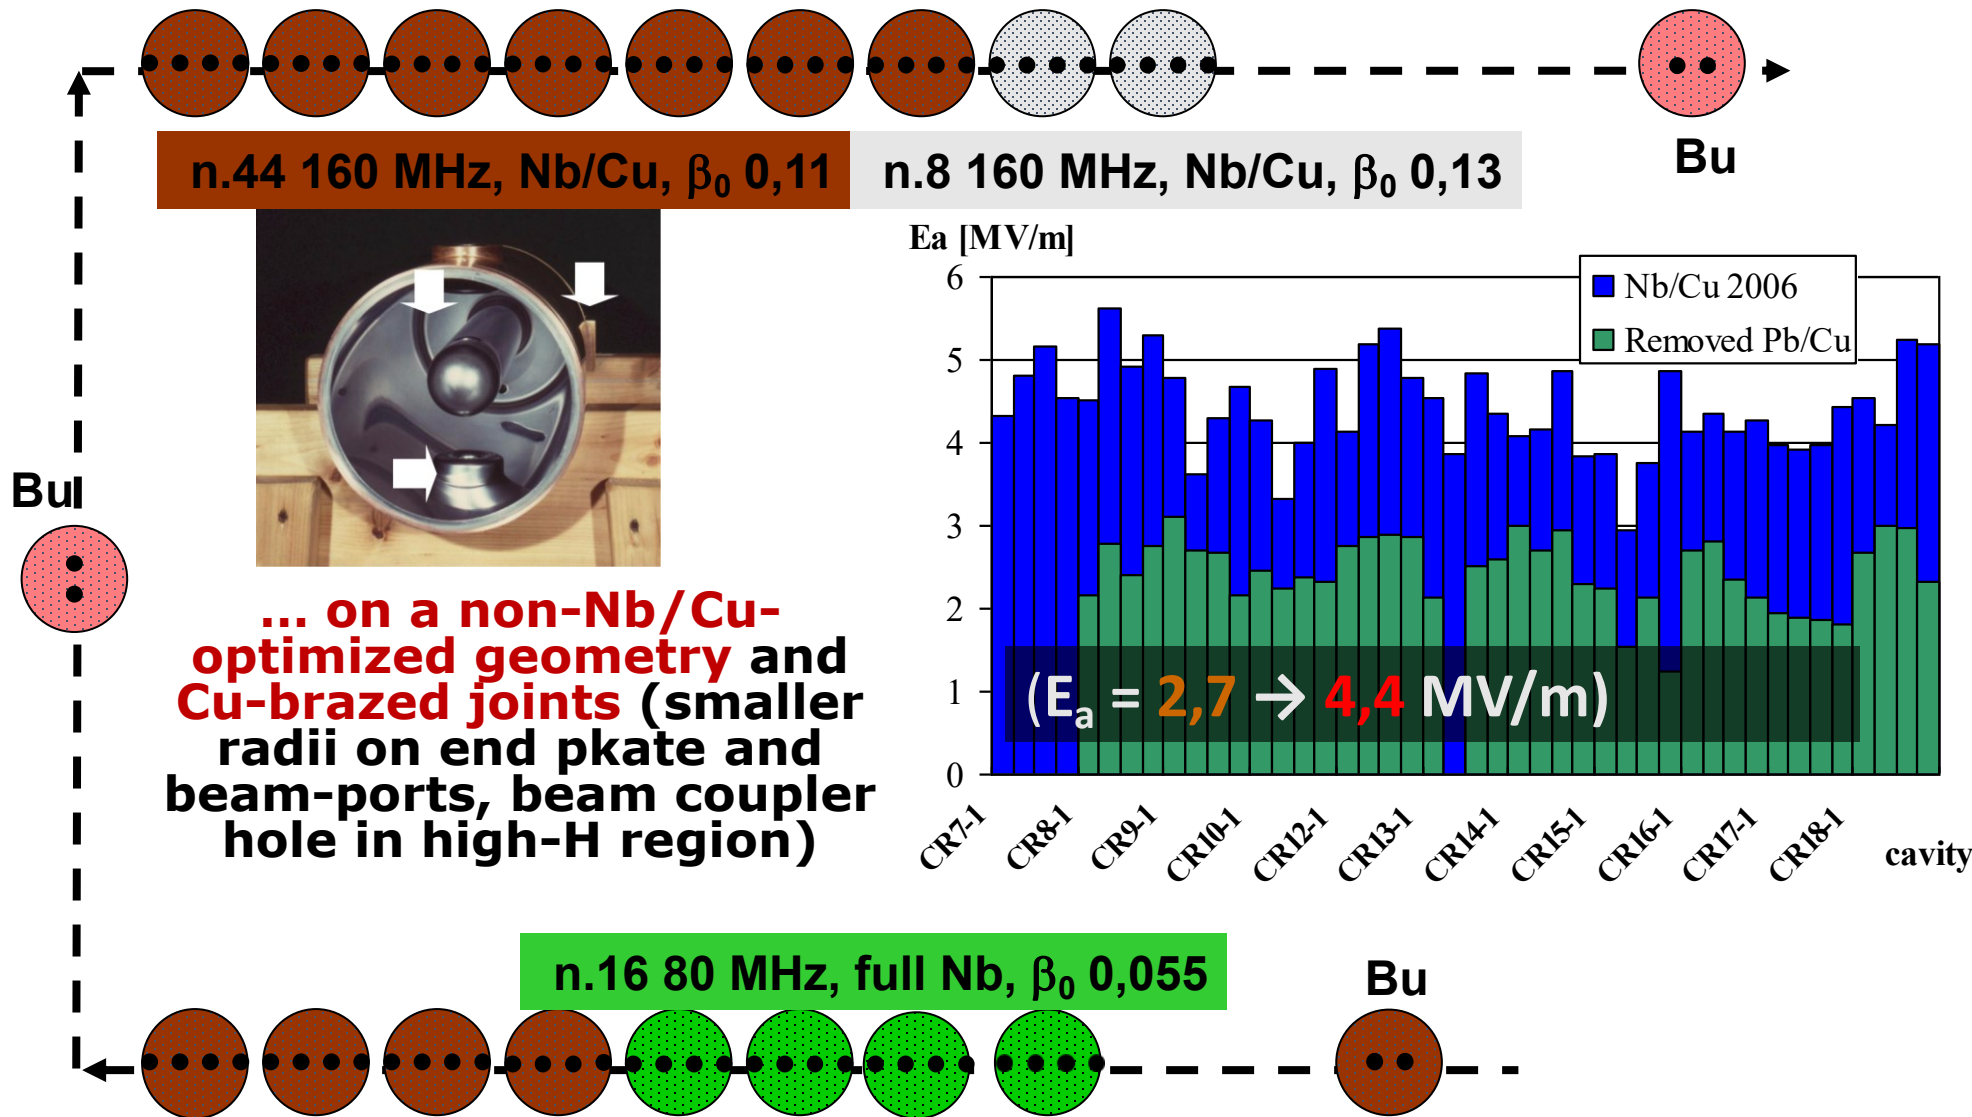 n.44 160 MHz, Nb/Cu, β₀ 0,11
n.8 160 MHz, Nb/Cu, β₀ 0,13
Bu
Ea [MV/m]
6
5
4
3
2
1
0
Nb/Cu 2006
Removed Pb/Cu
(Eₐ = 2,7 → 4,4 MV/m)
CR7-1
CR8-1
CR9-1
CR10-1
CR12-1
CR13-1
CR14-1
CR15-1
CR16-1
CR17-1
CR18-1
cavity
Bu
... on a non-Nb/Cu-
optimized geometry and
Cu-brazed joints (smaller
radii on end pkate and
beam-ports, beam coupler
hole in high-H region)
n.16 80 MHz, full Nb, β₀ 0,055
Bu